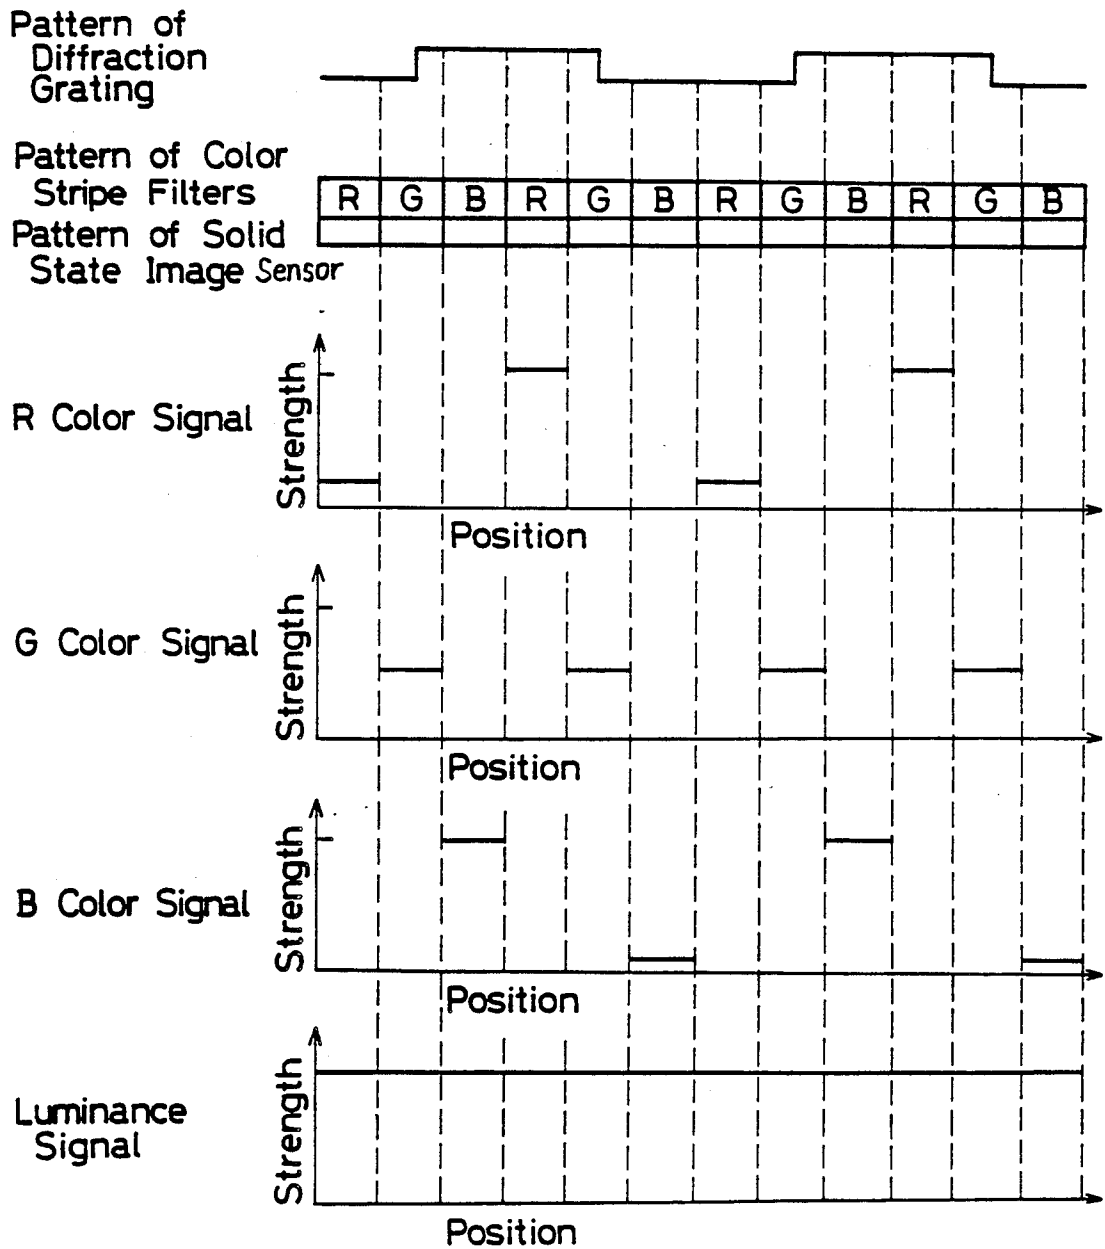 Pattern of
Diffraction
Grating
Pattern of Color
Stripe Filters
R G B R G B R G B R G B
Pattern of Solid
State Image Sensor
R Color Signal
Strength
Position
G Color Signal
Strength
Position
B Color Signal
Strength
Position
Luminance
Signal
Strength
Position